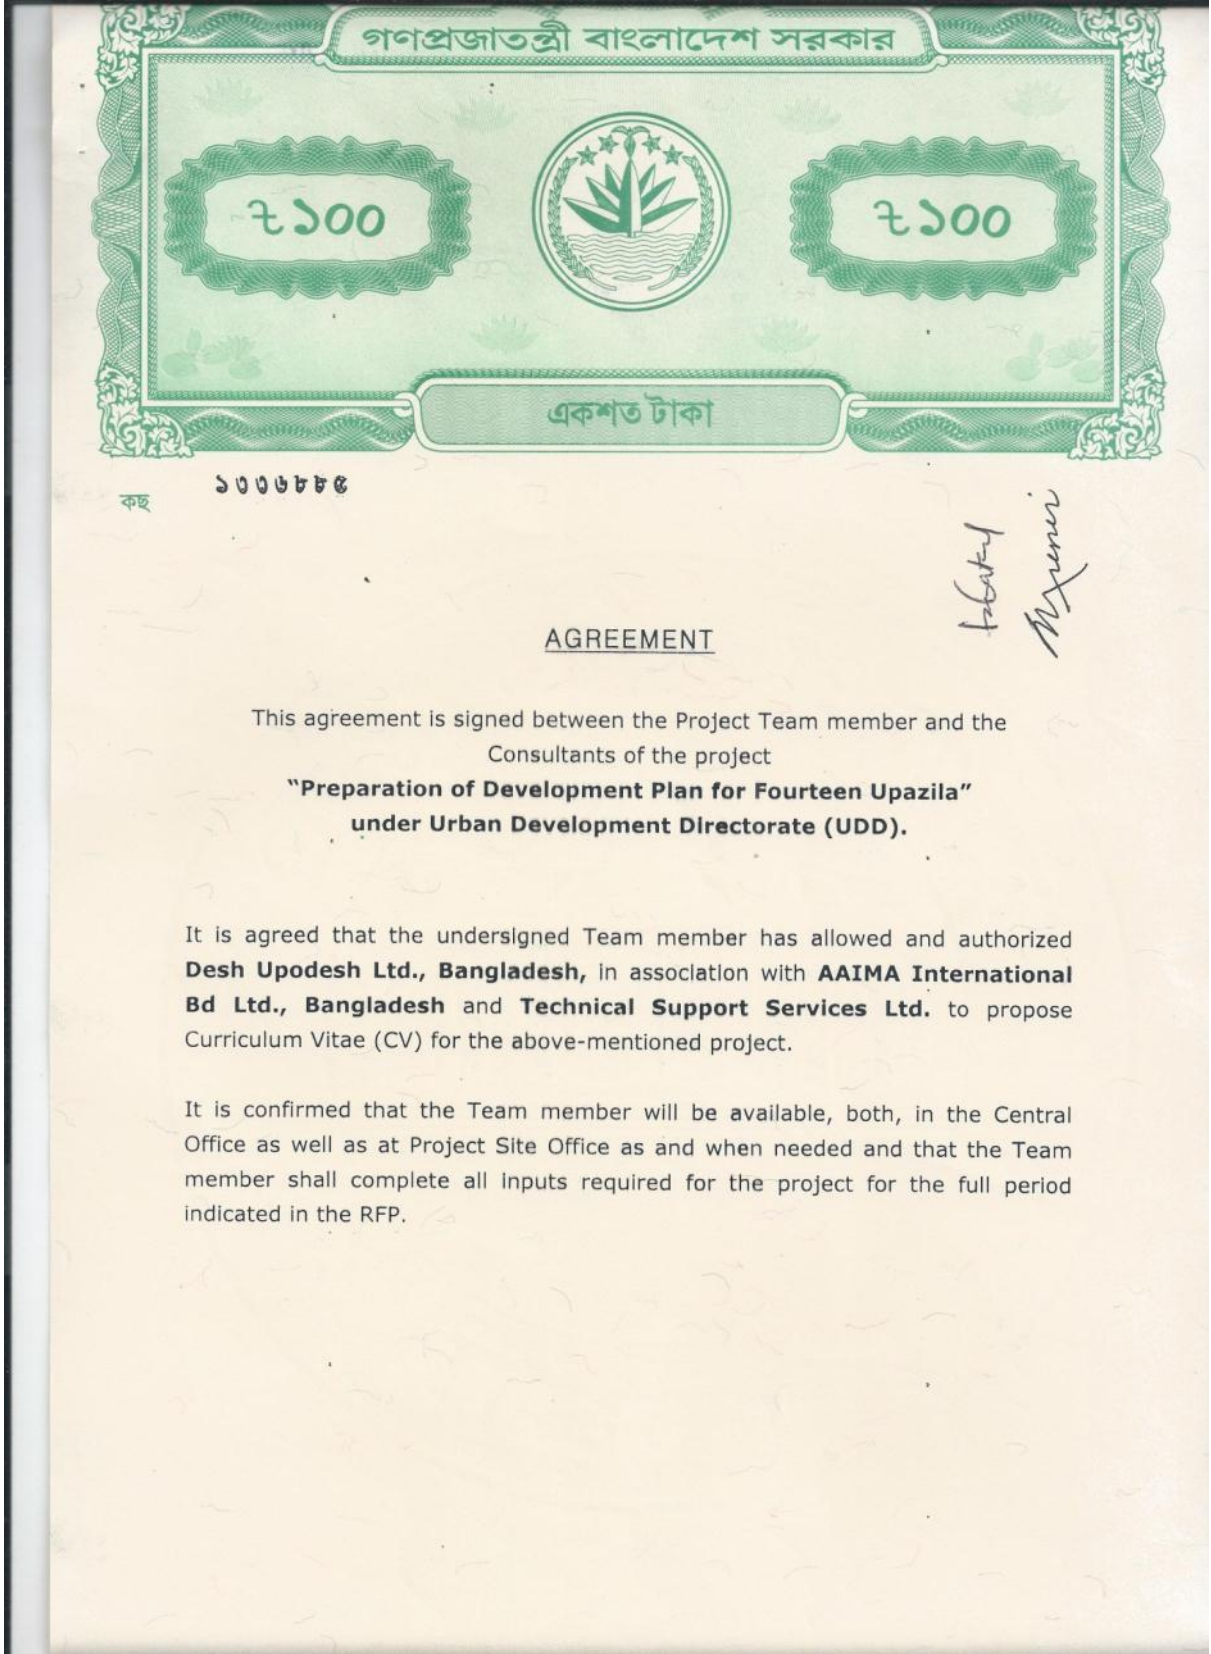 গণপ্রজাতন্ত্রী বাংলাদেশ সরকার
৳১০০
৳১০০
একশত টাকা
কছ ১৩৩৬৮৮৫
AGREEMENT
This agreement is signed between the Project Team member and the
Consultants of the project
“Preparation of Development Plan for Fourteen Upazila”
under Urban Development Directorate (UDD).
It is agreed that the undersigned Team member has allowed and authorized
Desh Upodesh Ltd., Bangladesh, in association with AAIMA International
Bd Ltd., Bangladesh and Technical Support Services Ltd. to propose
Curriculum Vitae (CV) for the above-mentioned project.
It is confirmed that the Team member will be available, both, in the Central
Office as well as at Project Site Office as and when needed and that the Team
member shall complete all inputs required for the project for the full period
indicated in the RFP.